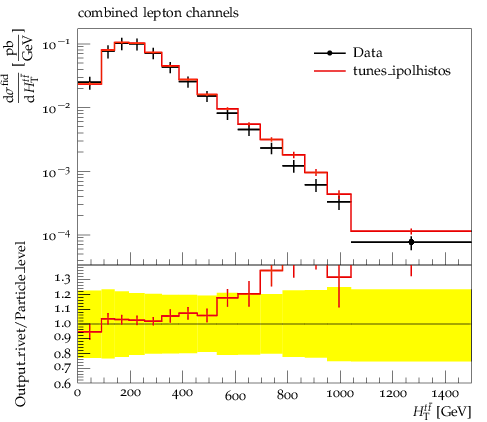 combined lepton channels
dσ^fid / dH_T^{tt̄} [pb/GeV]
Data
tunes_ipolhistos
10⁻¹
10⁻²
10⁻³
10⁻⁴
Output_rivet/Particle_level
1.3
1.2
1.1
1.0
0.9
0.8
0.7
0.6
0 200 400 600 800 1000 1200 1400
H_T^{tt̄} [GeV]